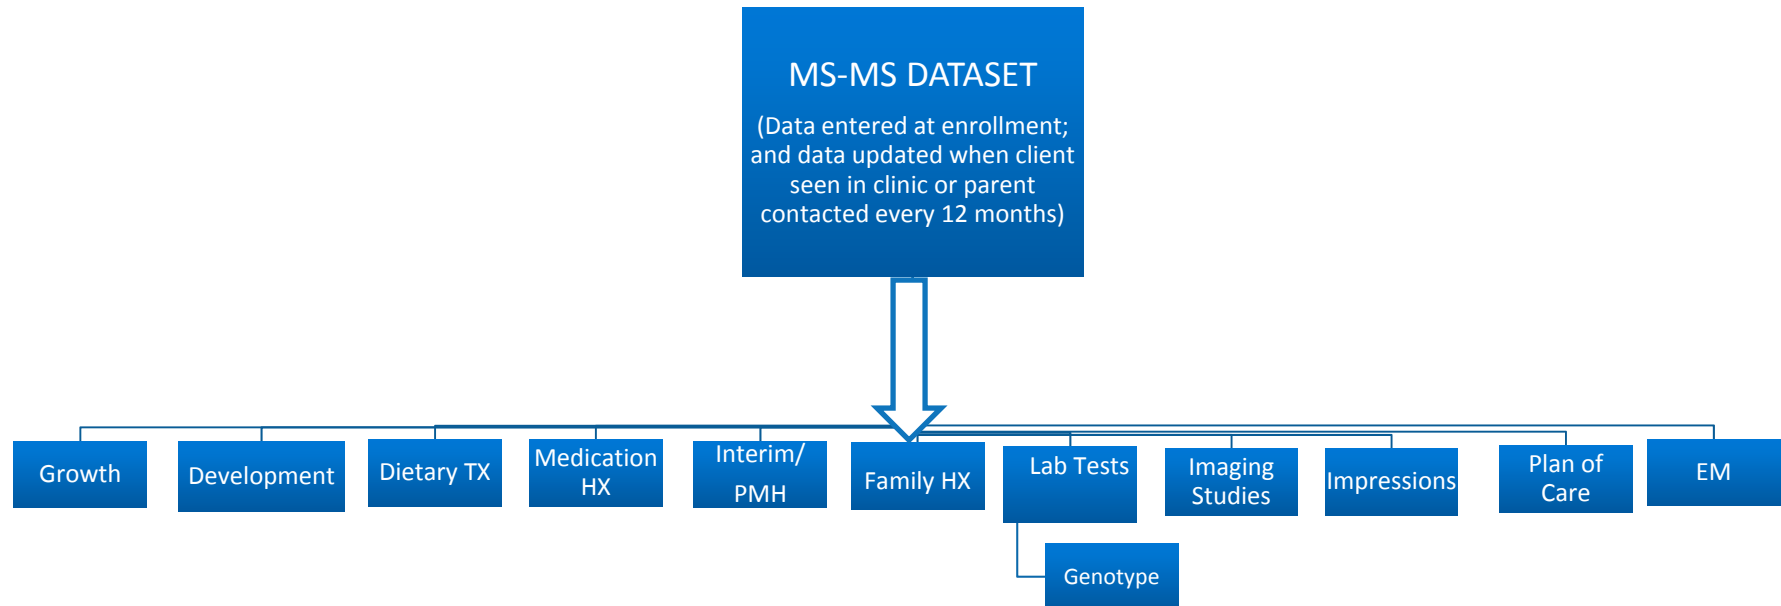 MS-MS DATASET
(Data entered at enrollment;
and data updated when client
seen in clinic or parent
contacted every 12 months)
Growth
Development
Dietary TX
Medication
HX
Interim/
PMH
Family HX
Lab Tests
Imaging
Studies
Impressions
Plan of
Care
EM
Genotype